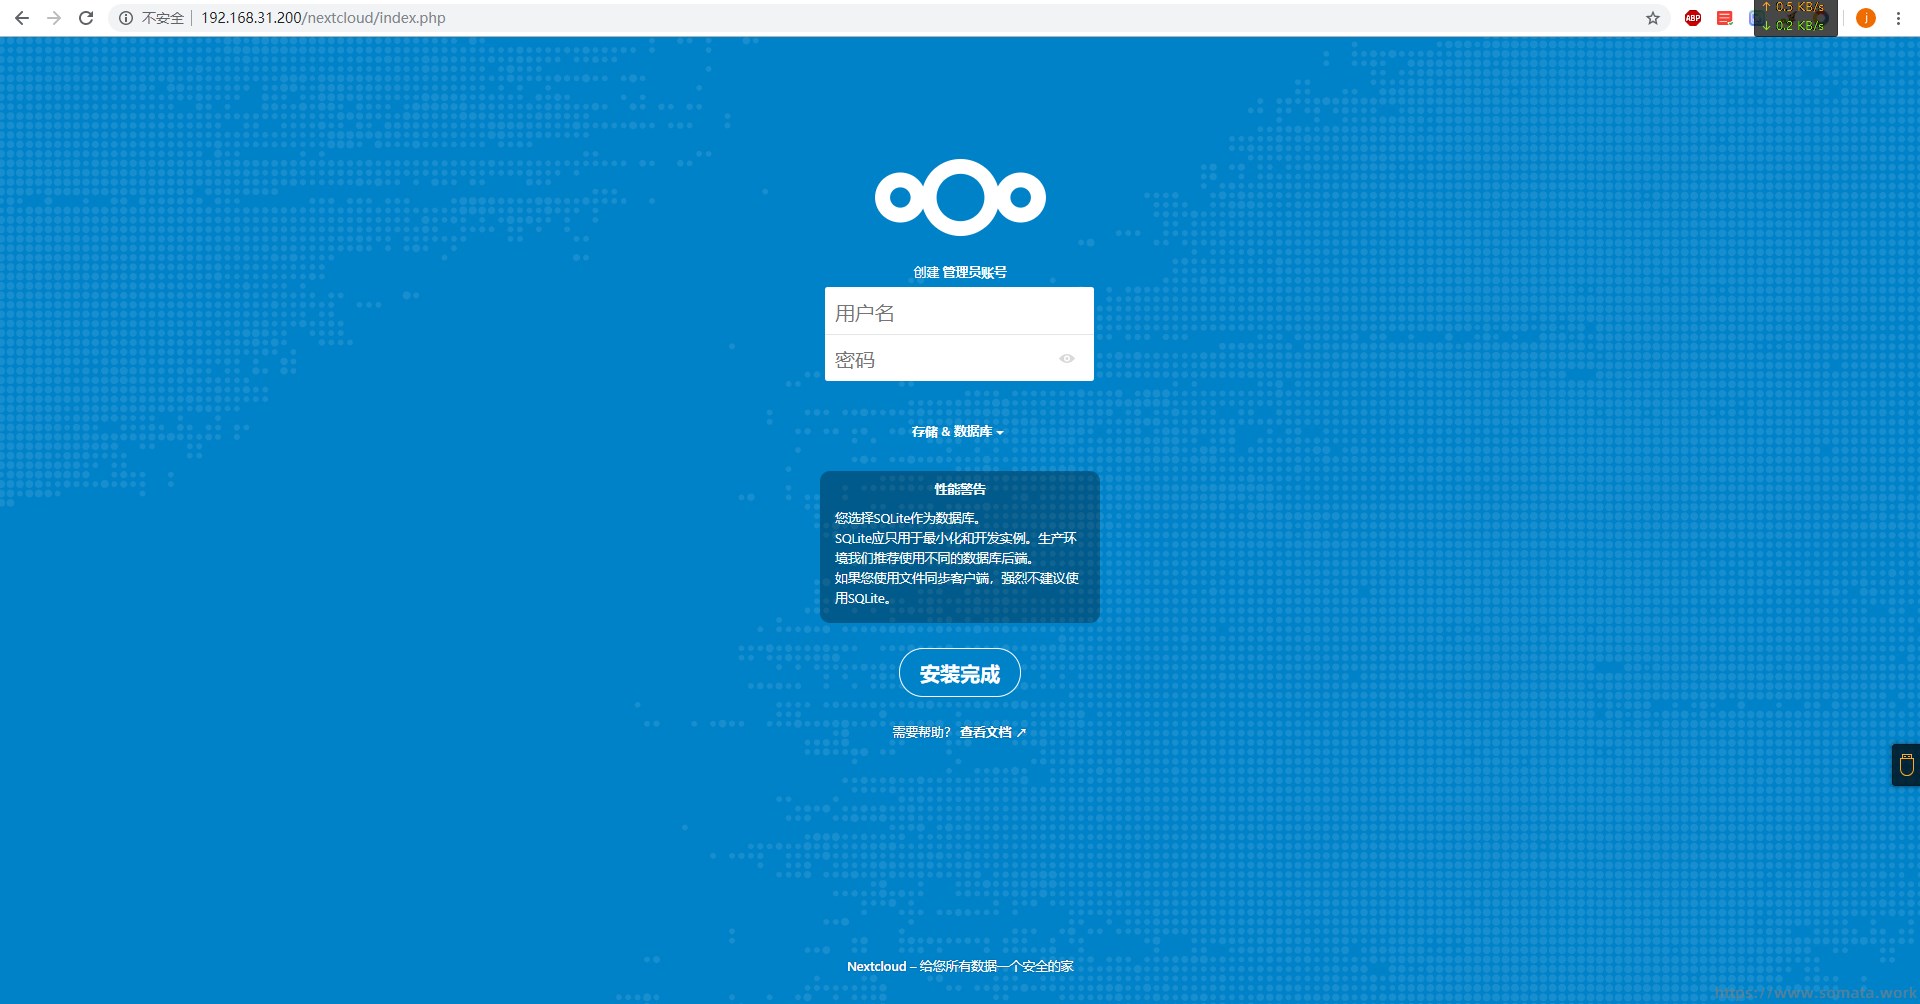 不安全 192.168.31.200/nextcloud/index.php
ABP
↑ 0.5 KB/s
↓ 0.2 KB/s
j
创建 管理员账号
用户名
密码
存储 & 数据库
性能警告
您选择SQLite作为数据库。
SQLite应只用于最小化和开发实例。生产环
境我们推荐使用不同的数据库后端。
如果您使用文件同步客户端，强烈不建议使
用SQLite。
安装完成
需要帮助？ 查看文档 ↗
Nextcloud – 给您所有数据一个安全的家